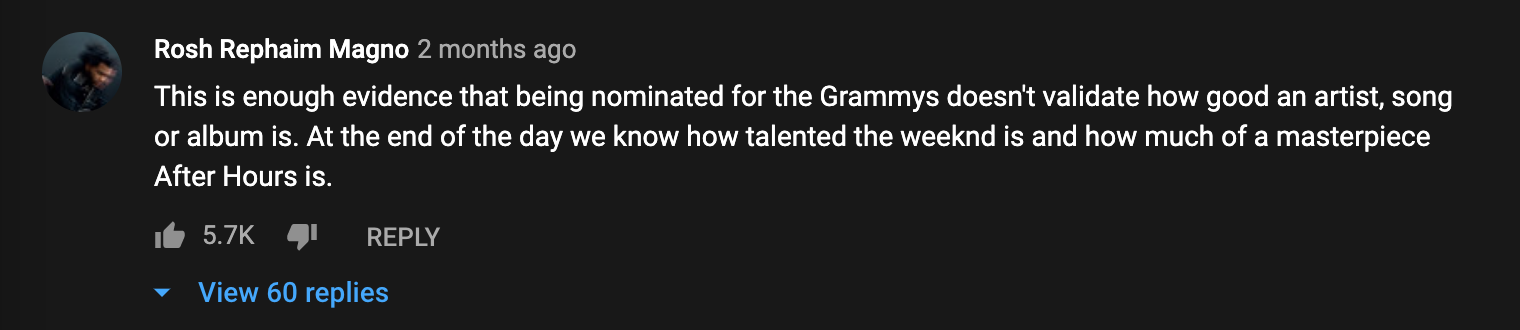 Rosh Rephaim Magno 2 months ago
This is enough evidence that being nominated for the Grammys doesn't validate how good an artist, song
or album is. At the end of the day we know how talented the weeknd is and how much of a masterpiece
After Hours is.
5.7K REPLY
View 60 replies